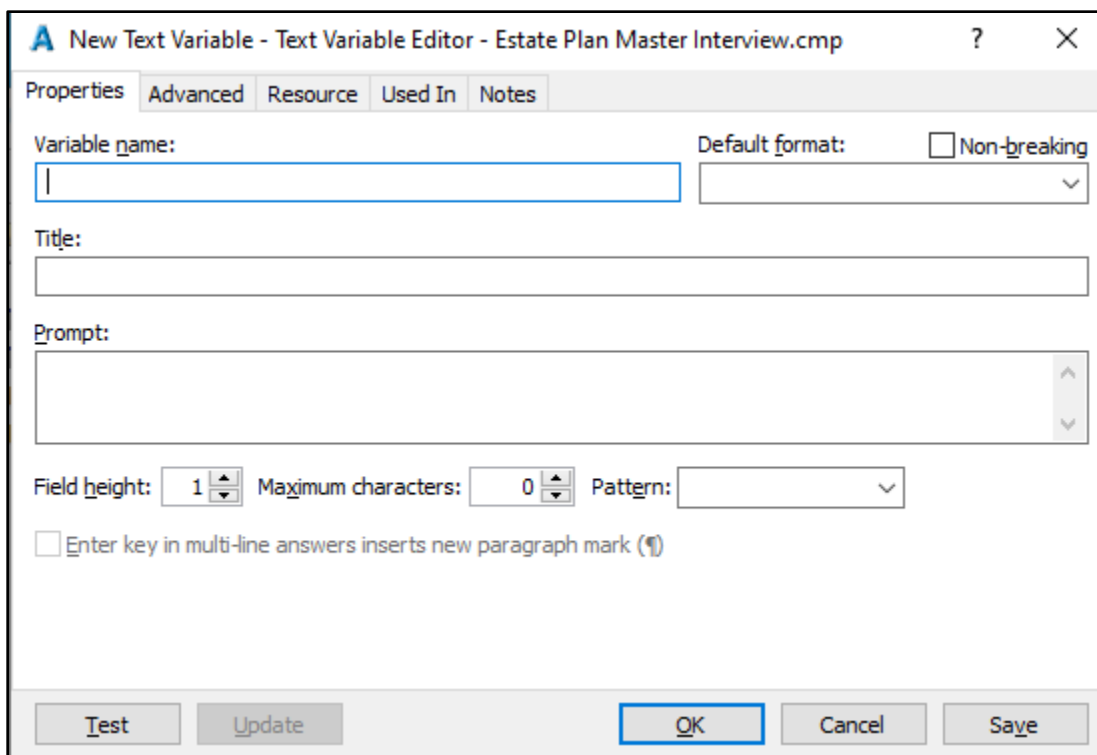 New Text Variable - Text Variable Editor - Estate Plan Master Interview.cmp ?
Properties Advanced Resource Used In Notes
Variable name: Default format: Non-breaking
Title:
Prompt:
Field height: 1 Maximum characters: 0 Pattern:
Enter key in multi-line answers inserts new paragraph mark (¶)
Test Update OK Cancel Save